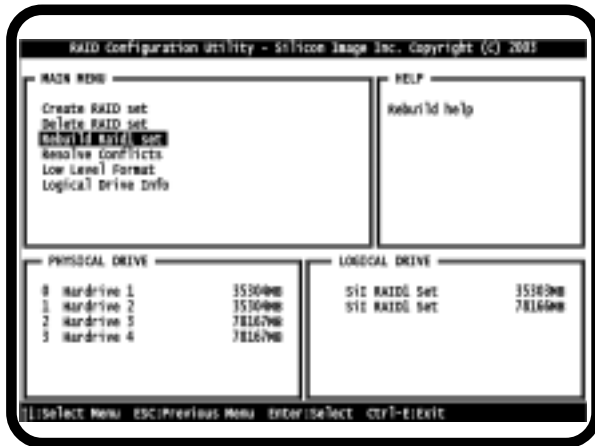 RAID Configuration Utility - Silicon Image Inc. Copyright (C) 2003
MAIN MENU
Create RAID set
Delete RAID set
Rebuild Raid1 set
Resolve Conflicts
Low Level Format
Logical Drive Info
HELP
Rebuild help
PHYSICAL DRIVE
0 Hardrive 1 35304MB
1 Hardrive 2 35304MB
2 Hardrive 3 78167MB
3 Hardrive 4 78167MB
LOGICAL DRIVE
SiI RAID1 Set 35303MB
SiI RAID1 Set 78166MB
↑↓:Select Menu ESC:Previous Menu Enter:Select Ctrl-E:Exit